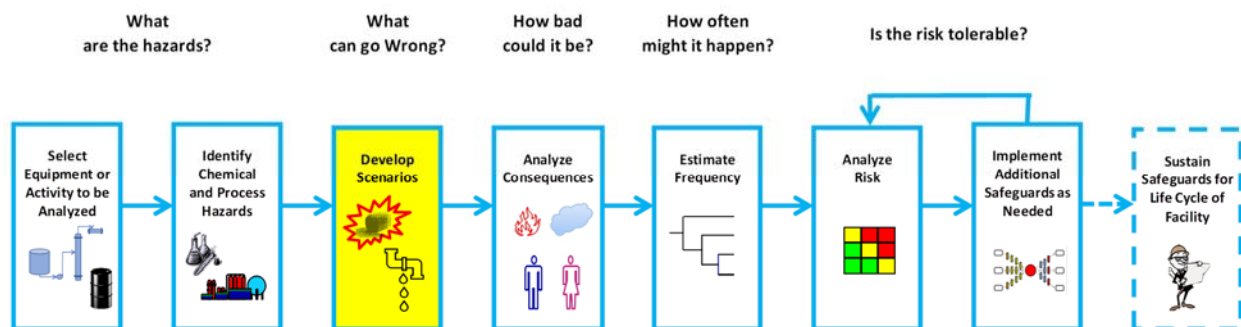 What
are the hazards?
What
can go Wrong?
How bad
could it be?
How often
might it happen?
Is the risk tolerable?
Select
Equipment or
Activity to be
Analyzed
Identify
Chemical
and Process
Hazards
Develop
Scenarios
Analyze
Consequences
Estimate
Frequency
Analyze
Risk
Implement
Additional
Safeguards as
Needed
Sustain
Safeguards for
Life Cycle of
Facility